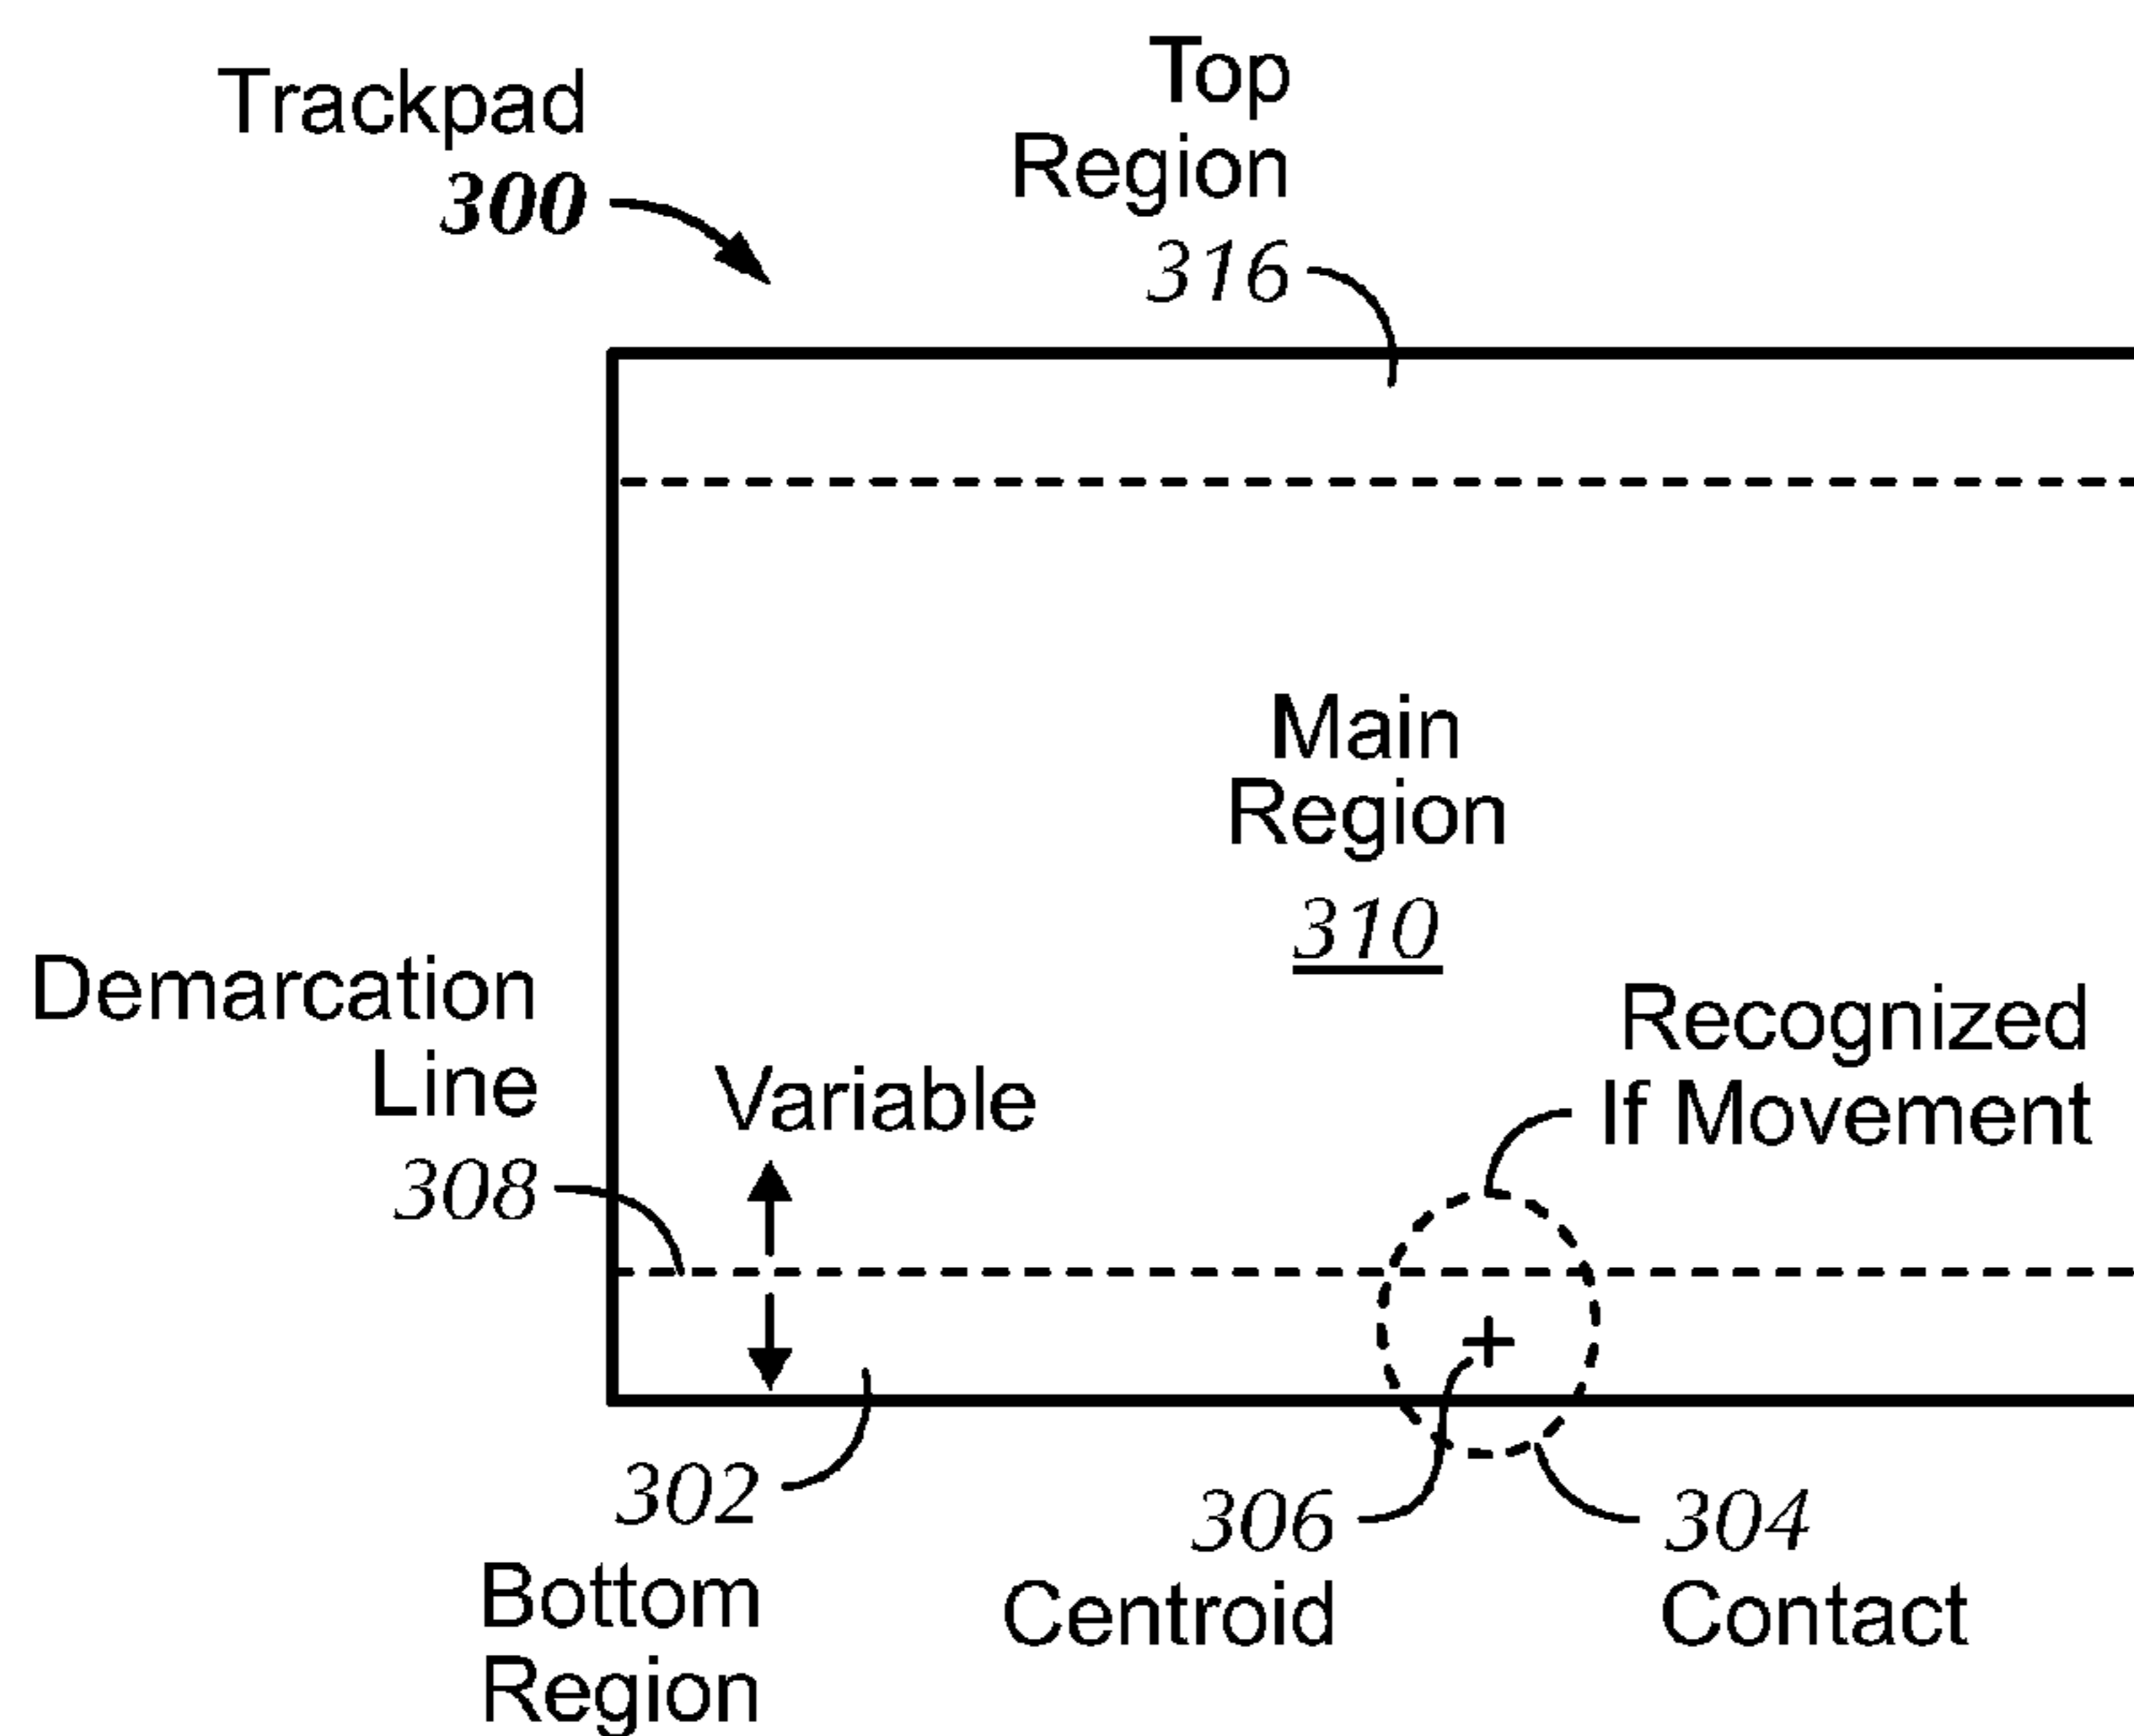 Trackpad
300
Top
Region
316
Main
Region
310
Demarcation
Line
308
Variable
Recognized
If Movement
302
Bottom
Region
306
Centroid
304
Contact